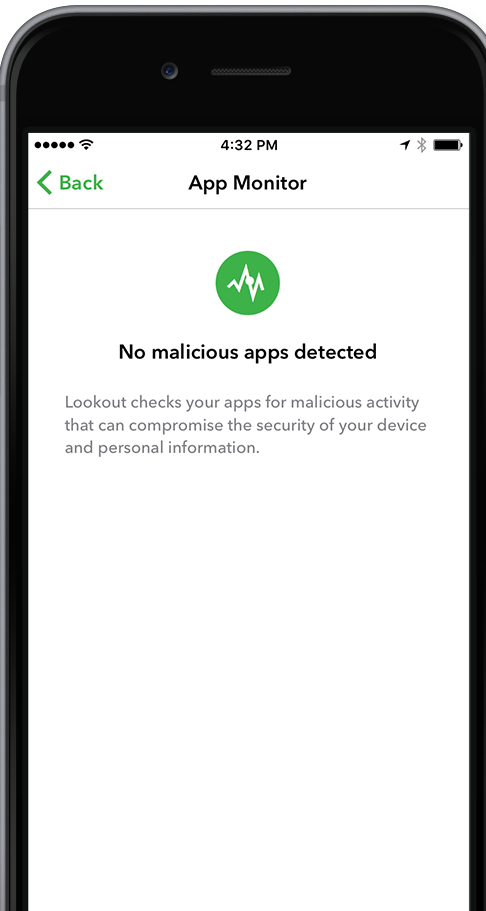 4:32 PM
Back
App Monitor
No malicious apps detected
Lookout checks your apps for malicious activity
that can compromise the security of your device
and personal information.